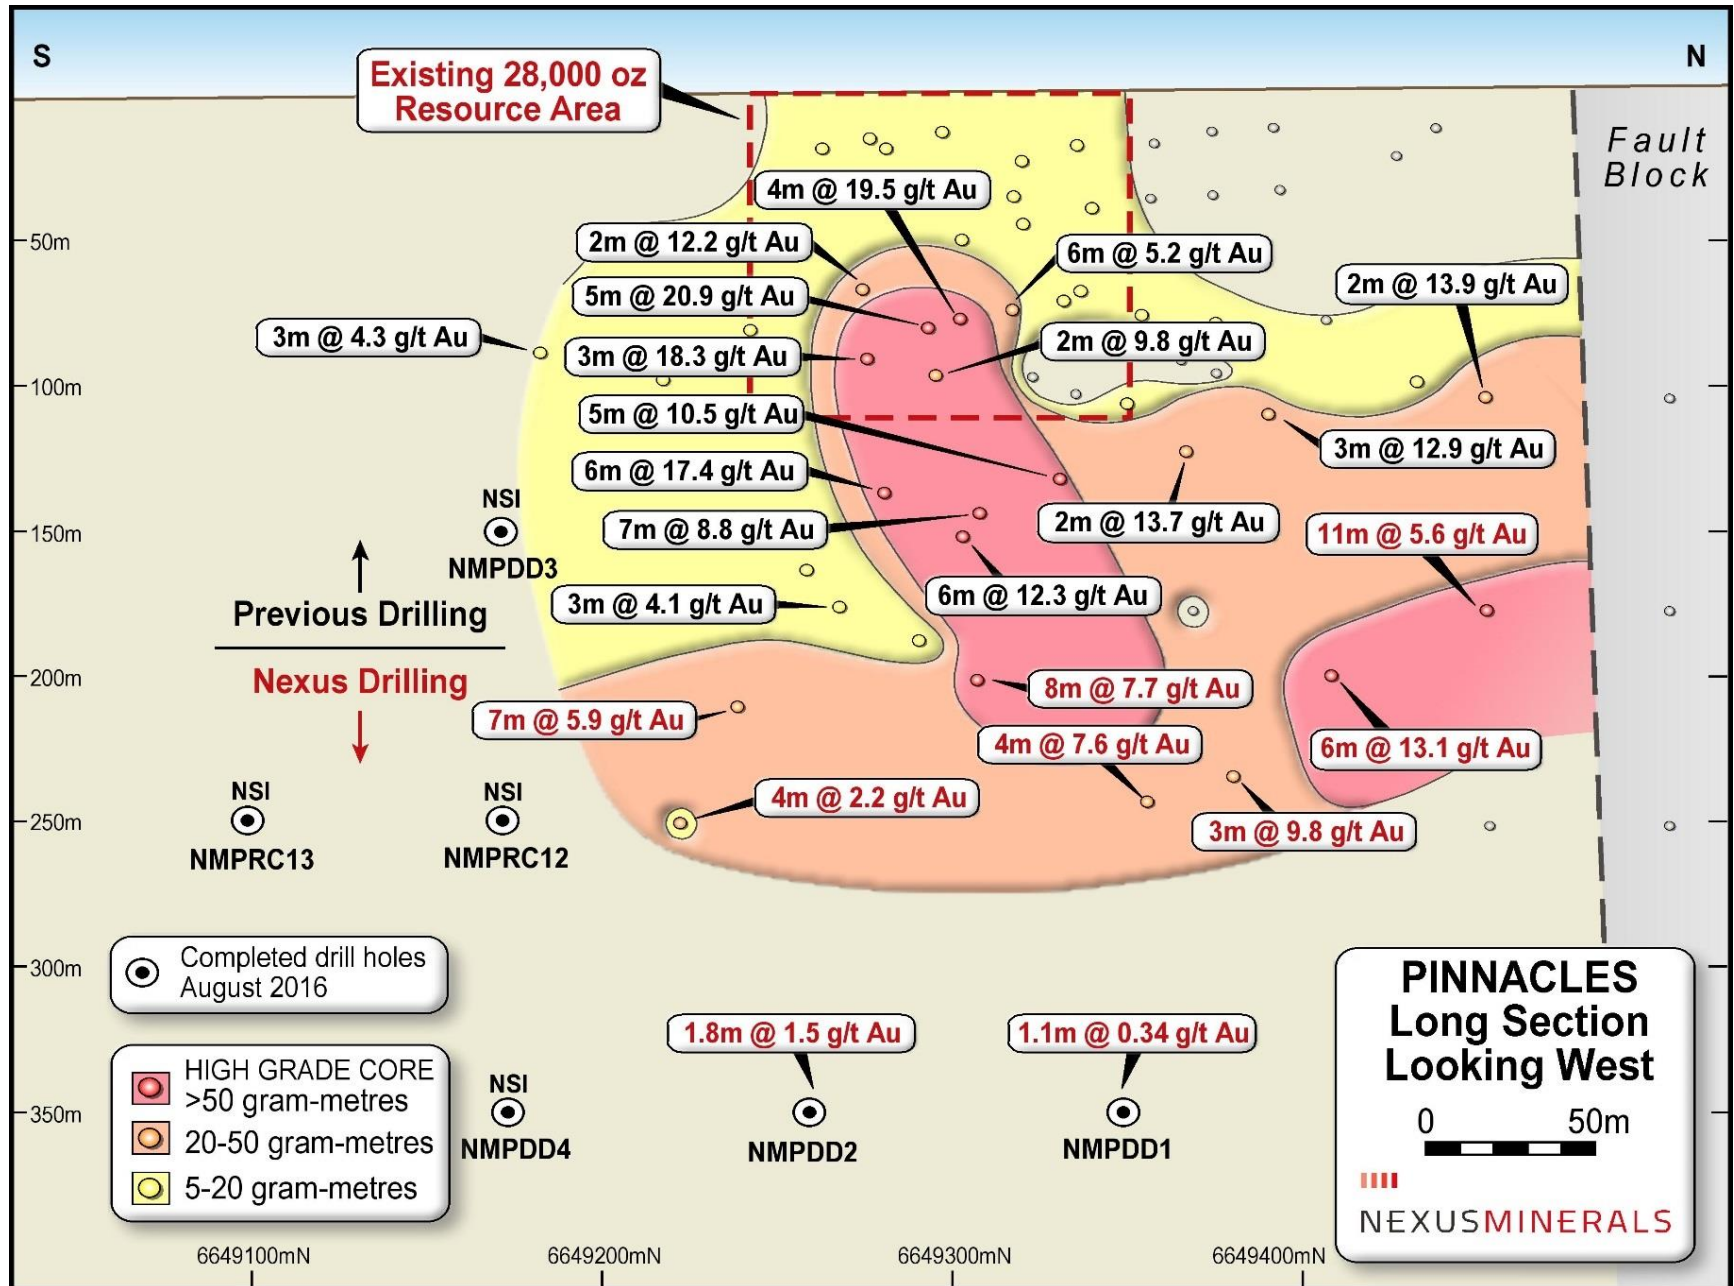 S
N
Existing 28,000 oz
Resource Area
Fault
Block
4m @ 19.5 g/t Au
50m
2m @ 12.2 g/t Au
6m @ 5.2 g/t Au
2m @ 13.9 g/t Au
5m @ 20.9 g/t Au
3m @ 4.3 g/t Au
3m @ 18.3 g/t Au
2m @ 9.8 g/t Au
100m
5m @ 10.5 g/t Au
3m @ 12.9 g/t Au
6m @ 17.4 g/t Au
NSI
NMPDD3
150m
7m @ 8.8 g/t Au
2m @ 13.7 g/t Au
11m @ 5.6 g/t Au
3m @ 4.1 g/t Au
6m @ 12.3 g/t Au
Previous Drilling
Nexus Drilling
200m
8m @ 7.7 g/t Au
7m @ 5.9 g/t Au
4m @ 7.6 g/t Au
6m @ 13.1 g/t Au
NSI
NMPRC13
NSI
NMPRC12
4m @ 2.2 g/t Au
250m
3m @ 9.8 g/t Au
Completed drill holes
August 2016
300m
PINNACLES
Long Section
Looking West
0 50m
NEXUSMINERALS
1.8m @ 1.5 g/t Au
NMPDD2
1.1m @ 0.34 g/t Au
NMPDD1
HIGH GRADE CORE
>50 gram-metres
20-50 gram-metres
5-20 gram-metres
NSI
NMPDD4
350m
6649100mN
6649200mN
6649300mN
6649400mN